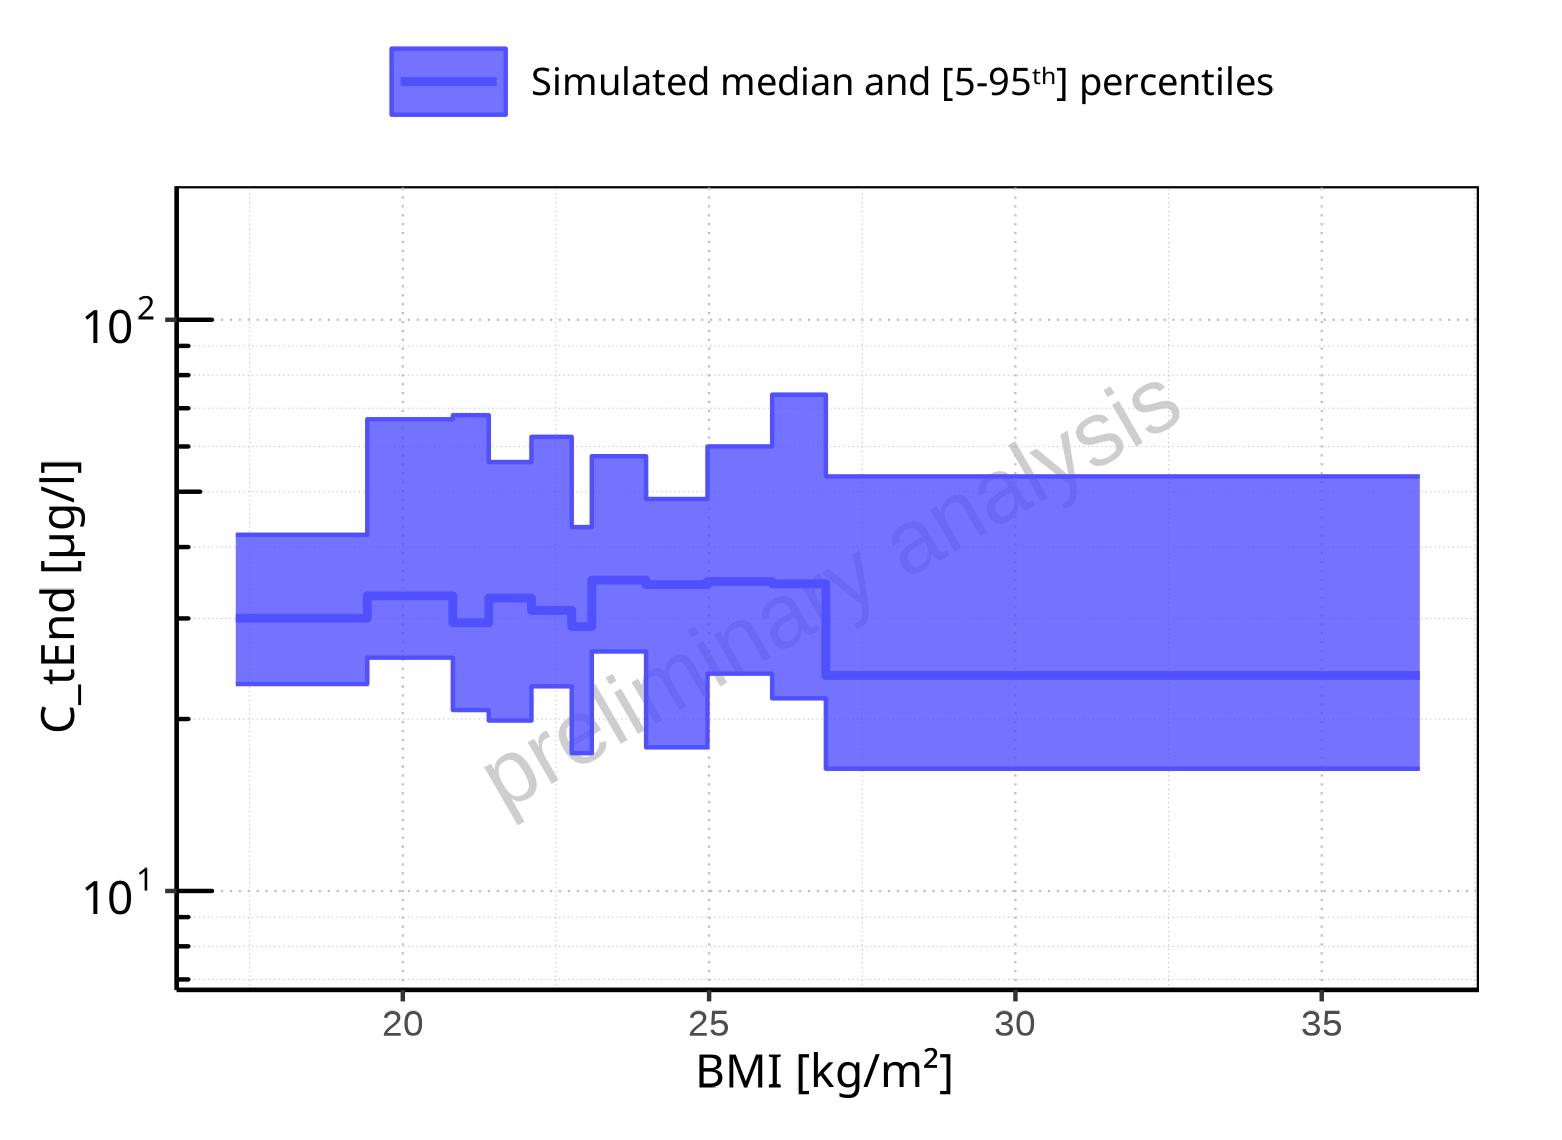 Simulated median and [5-95ᵗʰ] percentiles
10²
10¹
C_tEnd [µg/l]
preliminary analysis
20 25 30 35
BMI [kg/m²]